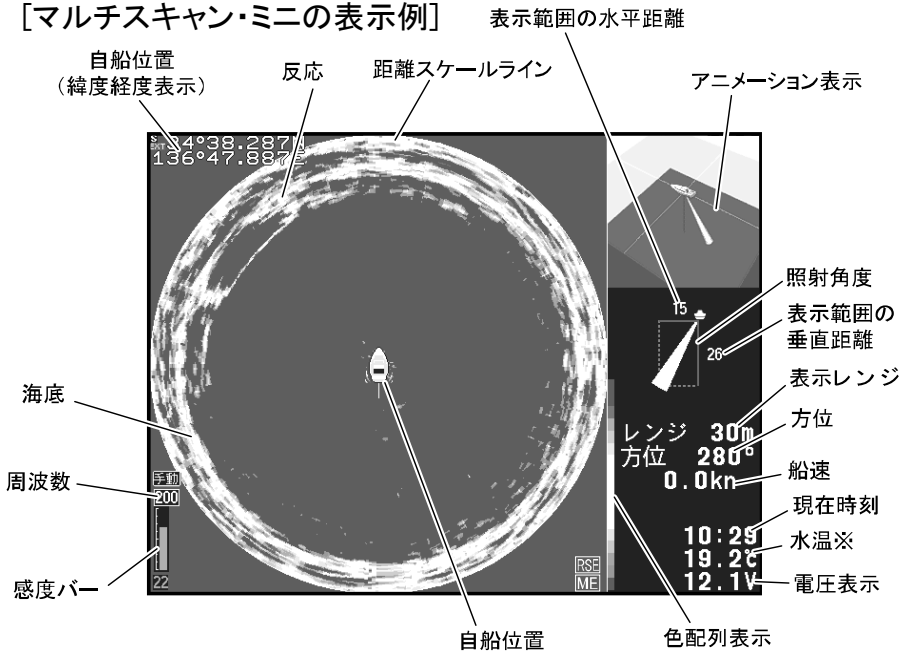 [マルチスキャン・ミニの表示例]
表示範囲の水平距離
自船位置
(緯度経度表示)
反応
距離スケールライン
アニメーション表示
34°38.287N
136°47.887E
照射角度
15
表示範囲の
垂直距離
26
表示レンジ
海底
方位
レンジ 30m
方位 280°
周波数
手動
船速
0.0kn
200
現在時刻
10:29
水温※
19.2℃
感度バー
22
RSE
ME
12.1V
電圧表示
自船位置
色配列表示